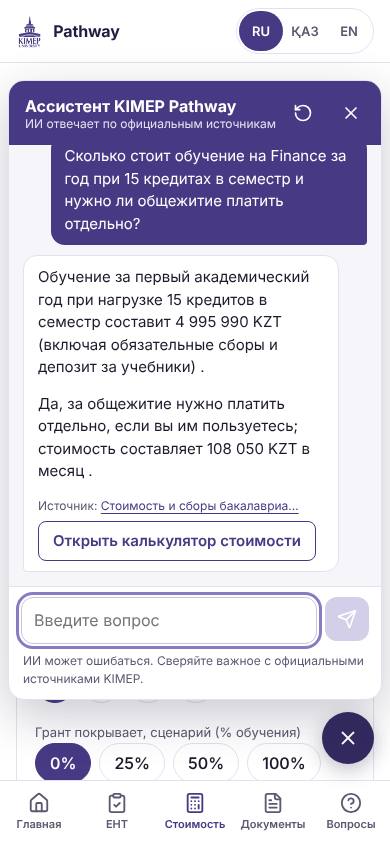 KIMEP
UNIVERSITY
Pathway
RU
ҚАЗ
EN
Ассистент KIMEP Pathway
ИИ отвечает по официальным источникам
Сколько стоит обучение на Finance за
год при 15 кредитах в семестр и
нужно ли общежитие платить
отдельно?
Обучение за первый академический
год при нагрузке 15 кредитов в
семестр составит 4 995 990 KZT
(включая обязательные сборы и
депозит за учебники) .
Да, за общежитие нужно платить
отдельно, если вы им пользуетесь;
стоимость составляет 108 050 KZT в
месяц .
Источник: Стоимость и сборы бакалавриа...
Открыть калькулятор стоимости
Введите вопрос
ИИ может ошибаться. Сверяйте важное с официальными
источниками KIMEP.
Грант покрывает, сценарий (% обучения)
0%
25%
50%
100%
Главная
ЕНТ
Стоимость
Документы
Вопросы